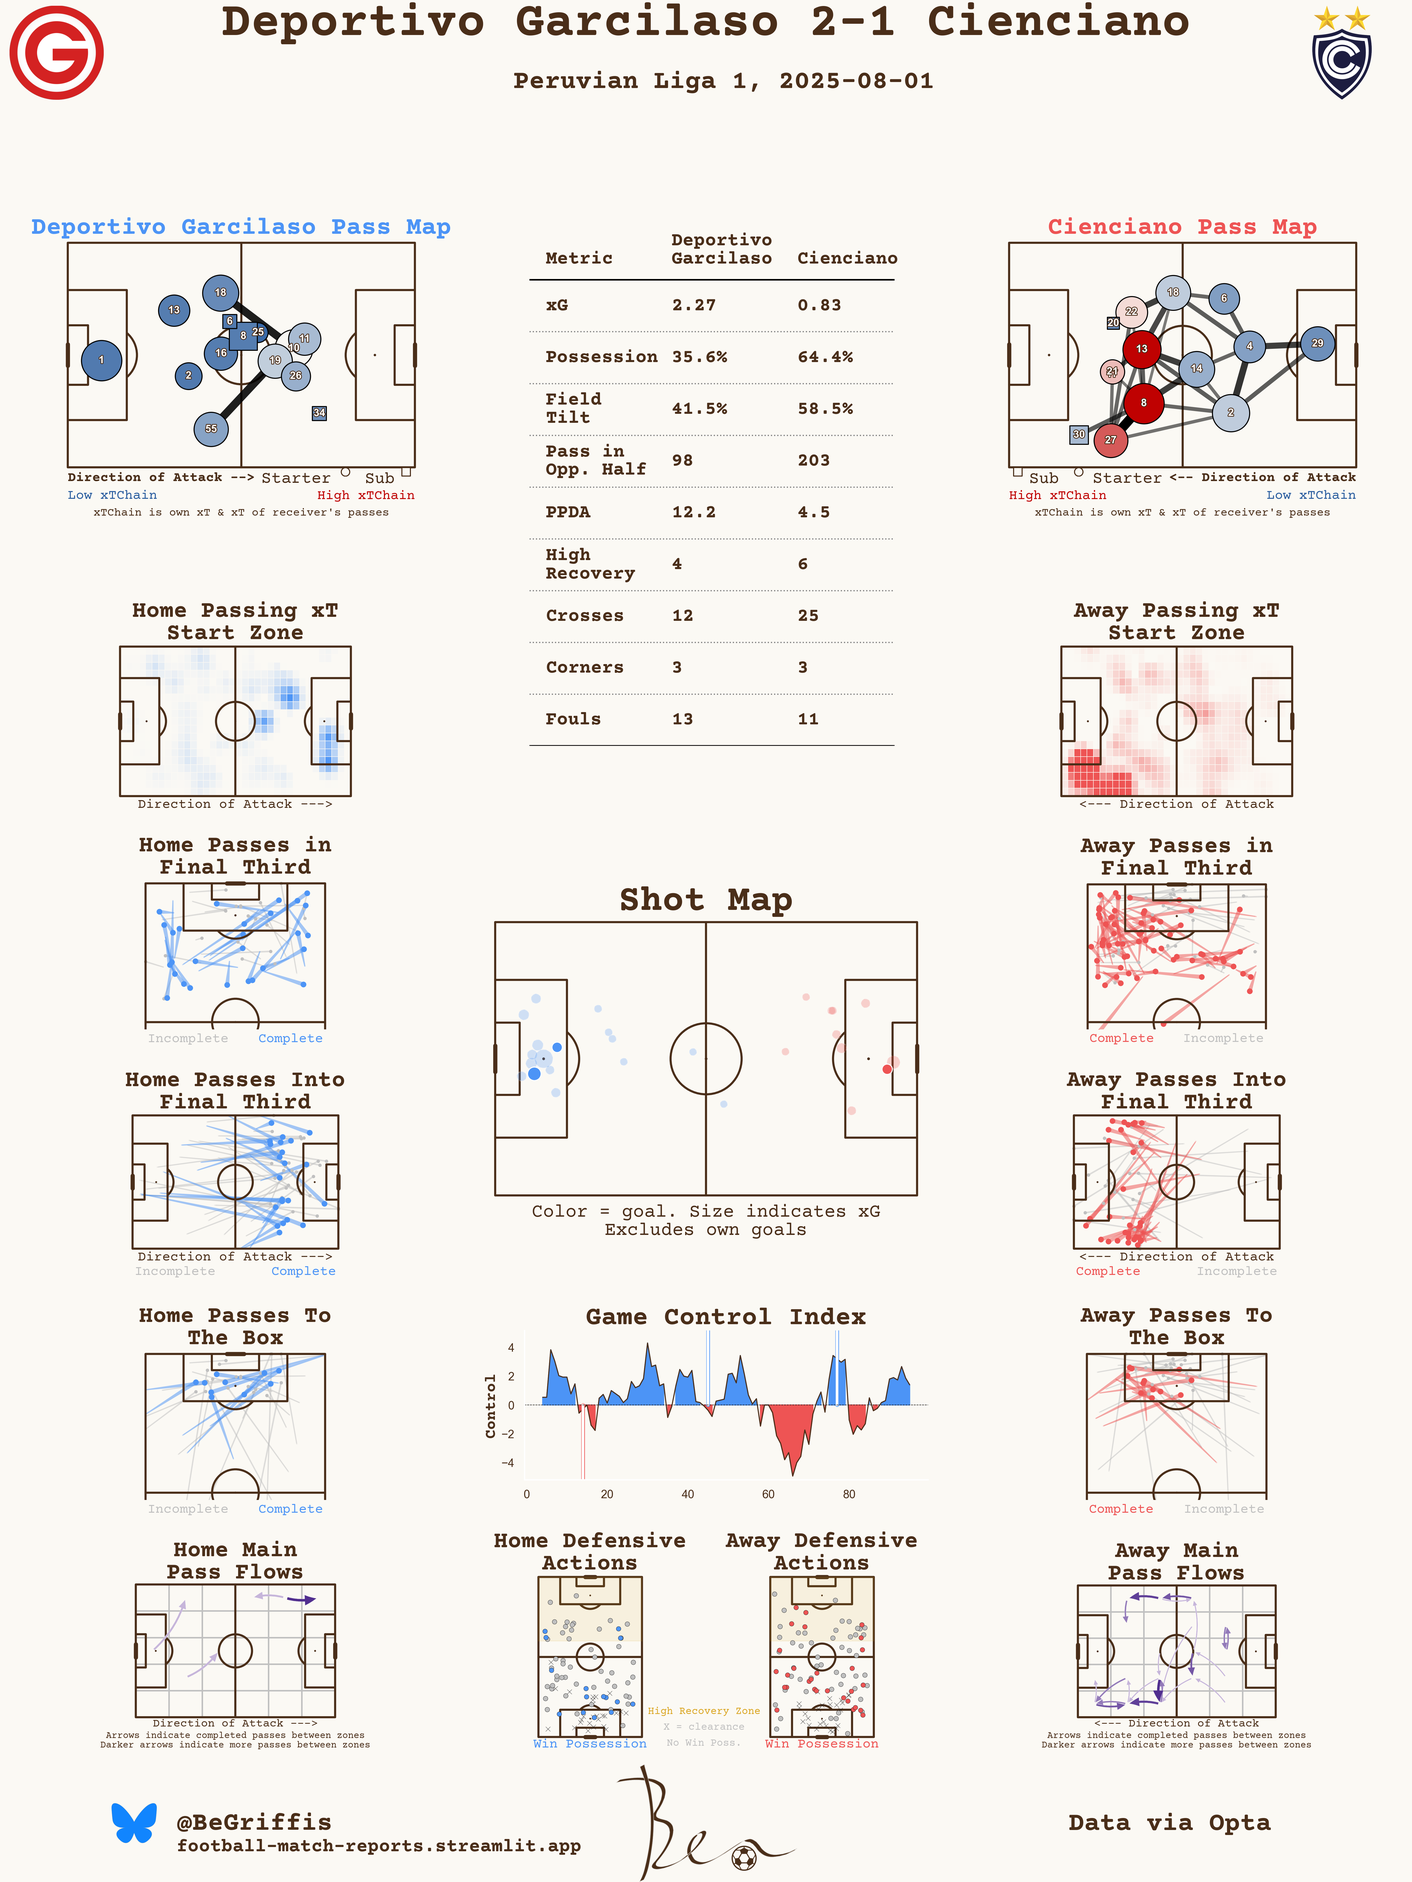 Deportivo Garcilaso 2-1 Cienciano
Peruvian Liga 1, 2025-08-01
Deportivo Garcilaso Pass Map
1
13
18
6
8
25
16
2
10
11
19
26
55
34
Direction of Attack --> Starter Sub
Low xTChain High xTChain
xTChain is own xT & xT of receiver's passes
Metric Deportivo Garcilaso Cienciano
xG 2.27 0.83
Possession 35.6% 64.4%
Field Tilt 41.5% 58.5%
Pass in Opp. Half 98 203
PPDA 12.2 4.5
High Recovery 4 6
Crosses 12 25
Corners 3 3
Fouls 13 11
Cienciano Pass Map
18
6
22
20
13
4
29
14
21
8
2
30
27
Sub Starter <-- Direction of Attack
High xTChain Low xTChain
xTChain is own xT & xT of receiver's passes
Home Passing xT
Start Zone
Direction of Attack --->
Away Passing xT
Start Zone
<--- Direction of Attack
Home Passes in
Final Third
Incomplete Complete
Shot Map
Color = goal. Size indicates xG
Excludes own goals
Away Passes in
Final Third
Complete Incomplete
Home Passes Into
Final Third
Direction of Attack --->
Incomplete Complete
Away Passes Into
Final Third
<--- Direction of Attack
Complete Incomplete
Home Passes To
The Box
Incomplete Complete
Game Control Index
Control
4
2
0
−2
−4
0 20 40 60 80
Away Passes To
The Box
Complete Incomplete
Home Main
Pass Flows
Direction of Attack --->
Arrows indicate completed passes between zones
Darker arrows indicate more passes between zones
Home Defensive
Actions
Win Possession
High Recovery Zone
X = clearance
No Win Poss.
Away Defensive
Actions
Win Possession
Away Main
Pass Flows
<--- Direction of Attack
Arrows indicate completed passes between zones
Darker arrows indicate more passes between zones
@BeGriffis
football-match-reports.streamlit.app
Ben
Data via Opta